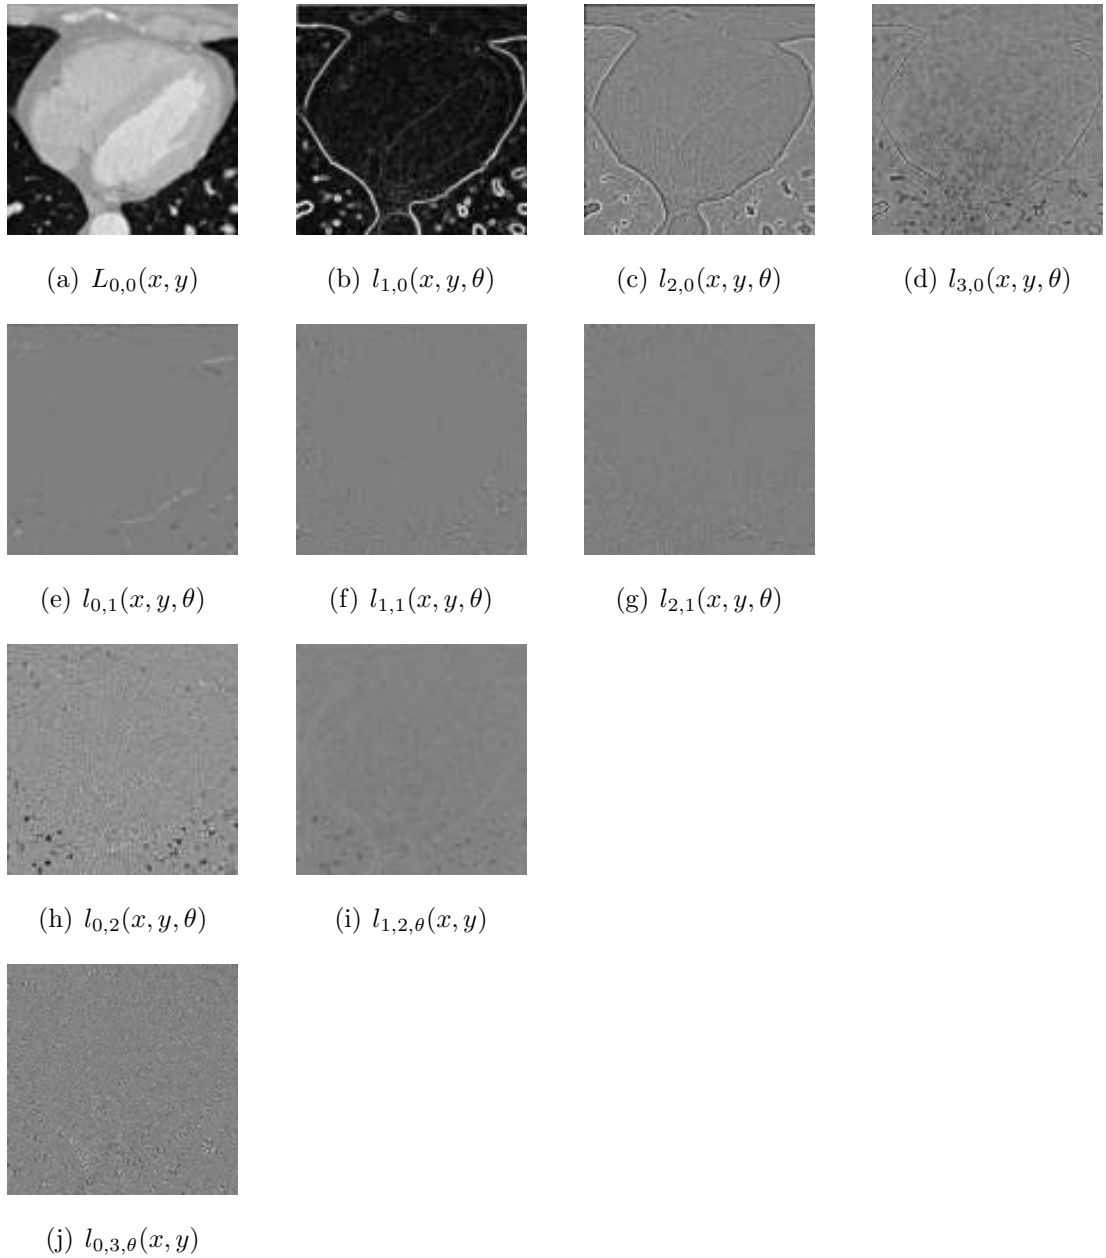 (a) L_{0,0}(x, y)
(b) l_{1,0}(x, y, θ)
(c) l_{2,0}(x, y, θ)
(d) l_{3,0}(x, y, θ)
(e) l_{0,1}(x, y, θ)
(f) l_{1,1}(x, y, θ)
(g) l_{2,1}(x, y, θ)
(h) l_{0,2}(x, y, θ)
(i) l_{1,2,θ}(x, y)
(j) l_{0,3,θ}(x, y)